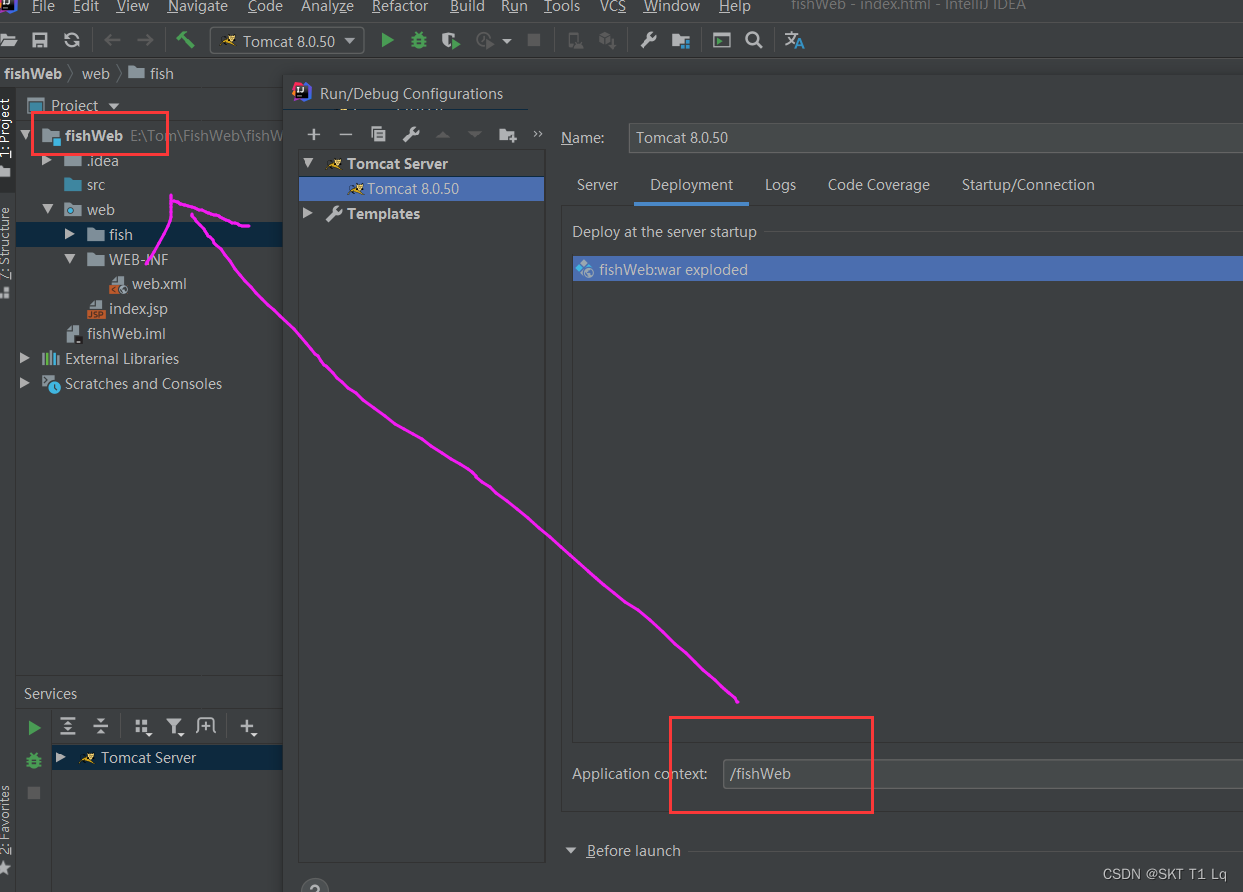 File Edit View Navigate Code Analyze Refactor Build Run Tools VCS Window Help fishWeb - index.html - IntelliJ IDEA
Tomcat 8.0.50
fishWeb web fish
Project
fishWeb E:\Tom\FishWeb\fishW
.idea
src
web
fish
WEB-INF
web.xml
index.jsp
fishWeb.iml
External Libraries
Scratches and Consoles
1: Project
7: Structure
2: Favorites
Run/Debug Configurations
Name: Tomcat 8.0.50
Tomcat Server
Tomcat 8.0.50
Templates
Server Deployment Logs Code Coverage Startup/Connection
Deploy at the server startup
fishWeb:war exploded
Services
Tomcat Server
Application context: /fishWeb
Before launch
?
CSDN @SKT T1 Lq